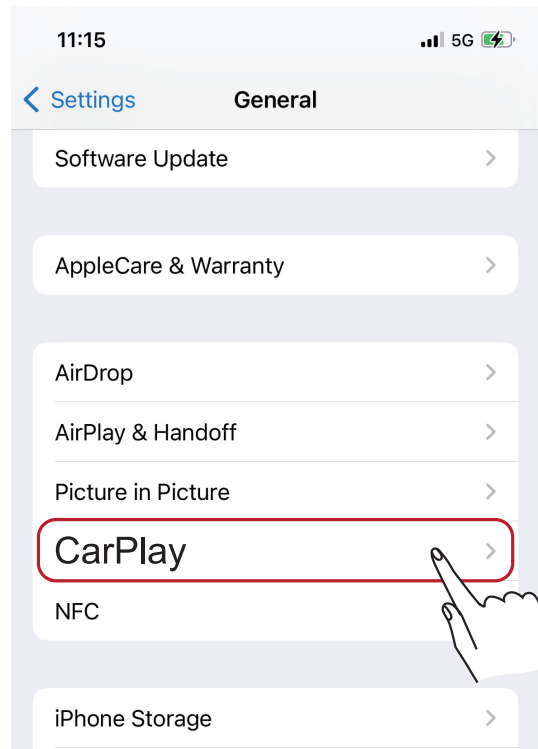 11:15
5G
Settings
General
Software Update
AppleCare & Warranty
AirDrop
AirPlay & Handoff
Picture in Picture
CarPlay
NFC
iPhone Storage